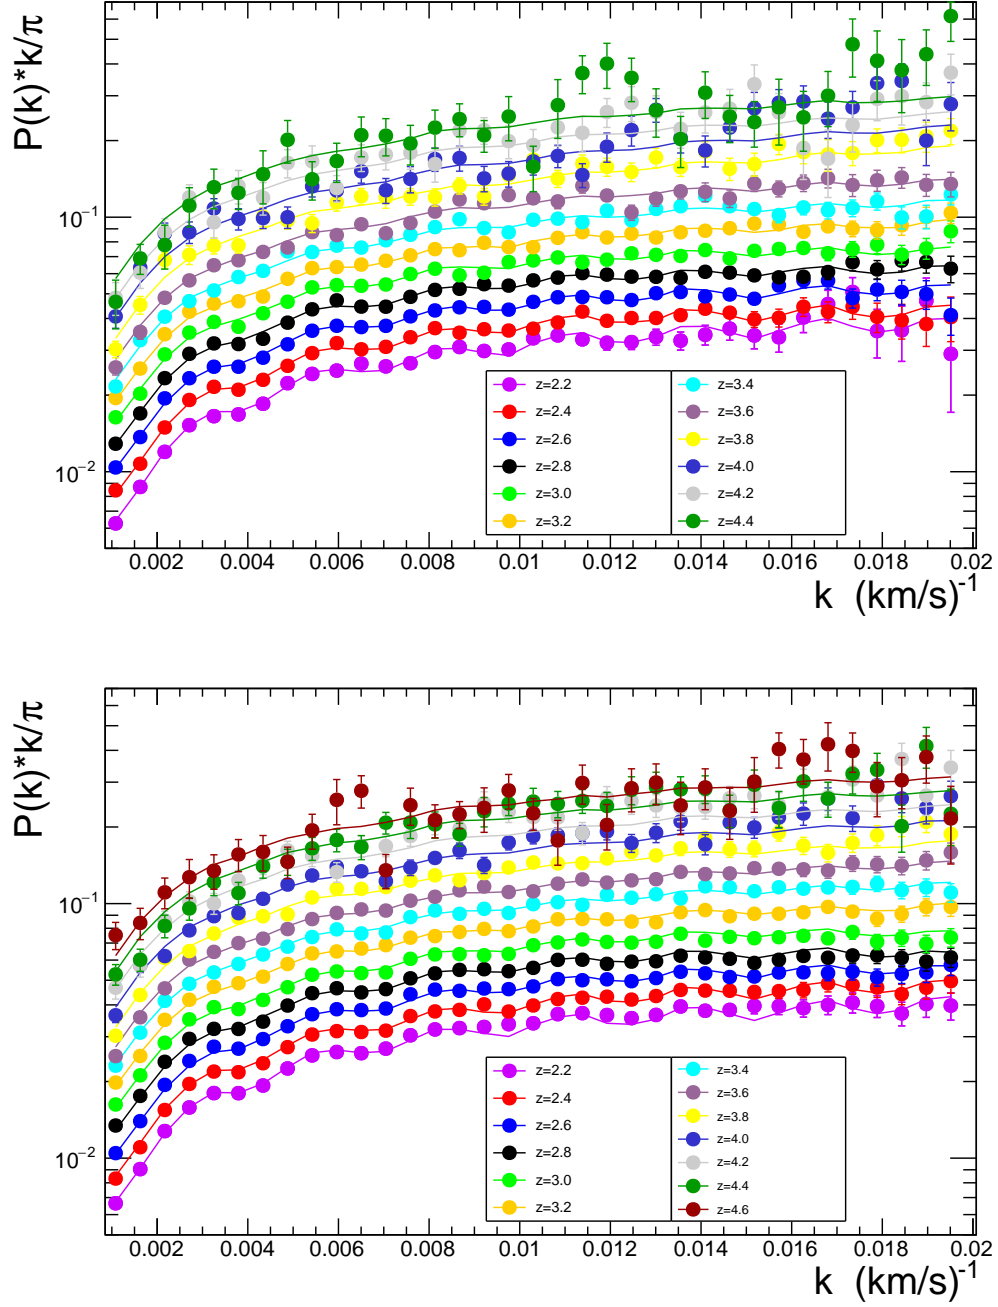 P(k)*k/π
10⁻¹
10⁻²
z=2.2
z=2.4
z=2.6
z=2.8
z=3.0
z=3.2
z=3.4
z=3.6
z=3.8
z=4.0
z=4.2
z=4.4
0.002 0.004 0.006 0.008 0.01 0.012 0.014 0.016 0.018 0.02
k (km/s)⁻¹
P(k)*k/π
10⁻¹
10⁻²
z=2.2
z=2.4
z=2.6
z=2.8
z=3.0
z=3.2
z=3.4
z=3.6
z=3.8
z=4.0
z=4.2
z=4.4
z=4.6
0.002 0.004 0.006 0.008 0.01 0.012 0.014 0.016 0.018 0.02
k (km/s)⁻¹